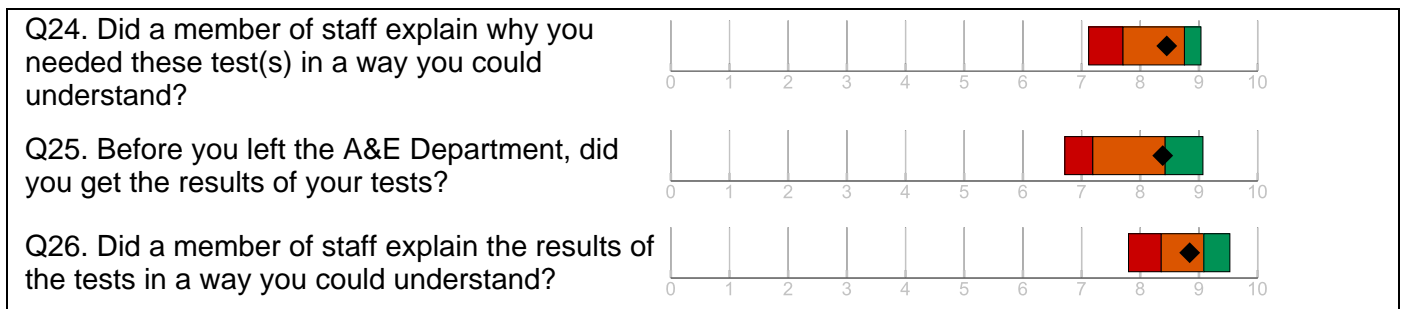 Q24. Did a member of staff explain why you
needed these test(s) in a way you could
understand?
0 1 2 3 4 5 6 7 8 9 10
Q25. Before you left the A&E Department, did
you get the results of your tests?
0 1 2 3 4 5 6 7 8 9 10
Q26. Did a member of staff explain the results of
the tests in a way you could understand?
0 1 2 3 4 5 6 7 8 9 10